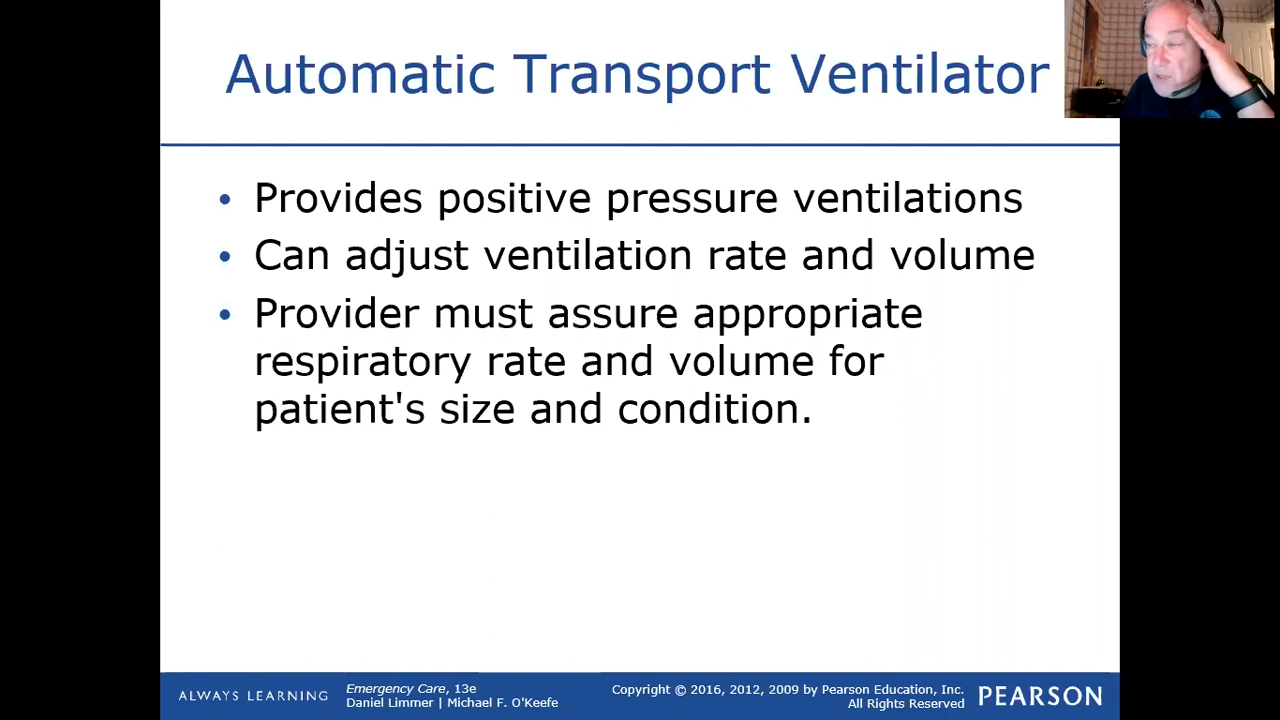 Automatic Transport Ventilator
• Provides positive pressure ventilations
• Can adjust ventilation rate and volume
• Provider must assure appropriate
respiratory rate and volume for
patient's size and condition.
ALWAYS LEARNING
Emergency Care, 13e
Daniel Limmer | Michael F. O'Keefe
Copyright © 2016, 2012, 2009 by Pearson Education, Inc.
All Rights Reserved
PEARSON